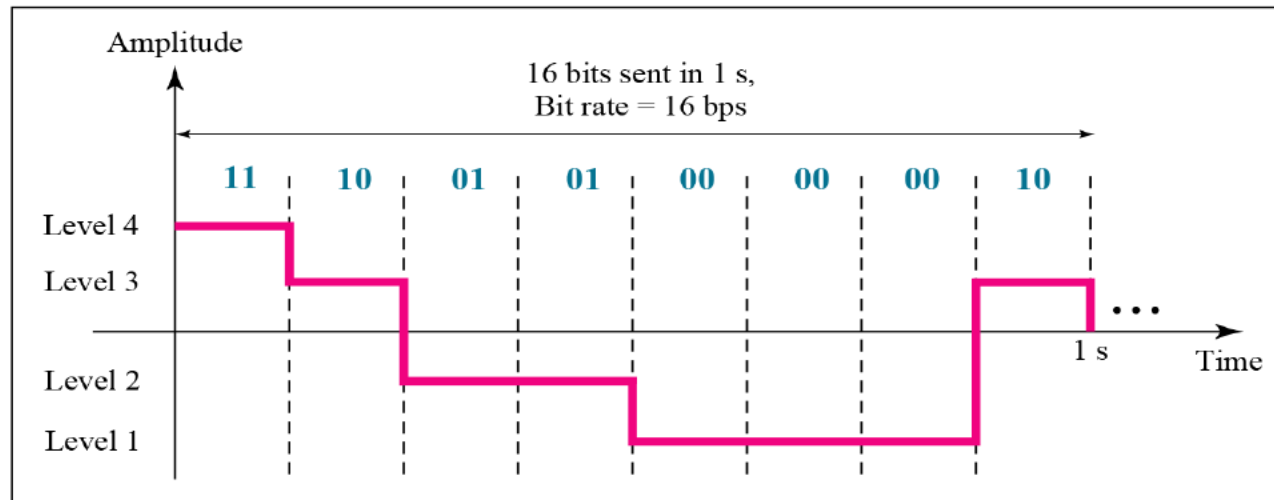 Amplitude
16 bits sent in 1 s,
Bit rate = 16 bps
11 10 01 01 00 00 00 10
Level 4
Level 3
1 s
Time
Level 2
Level 1